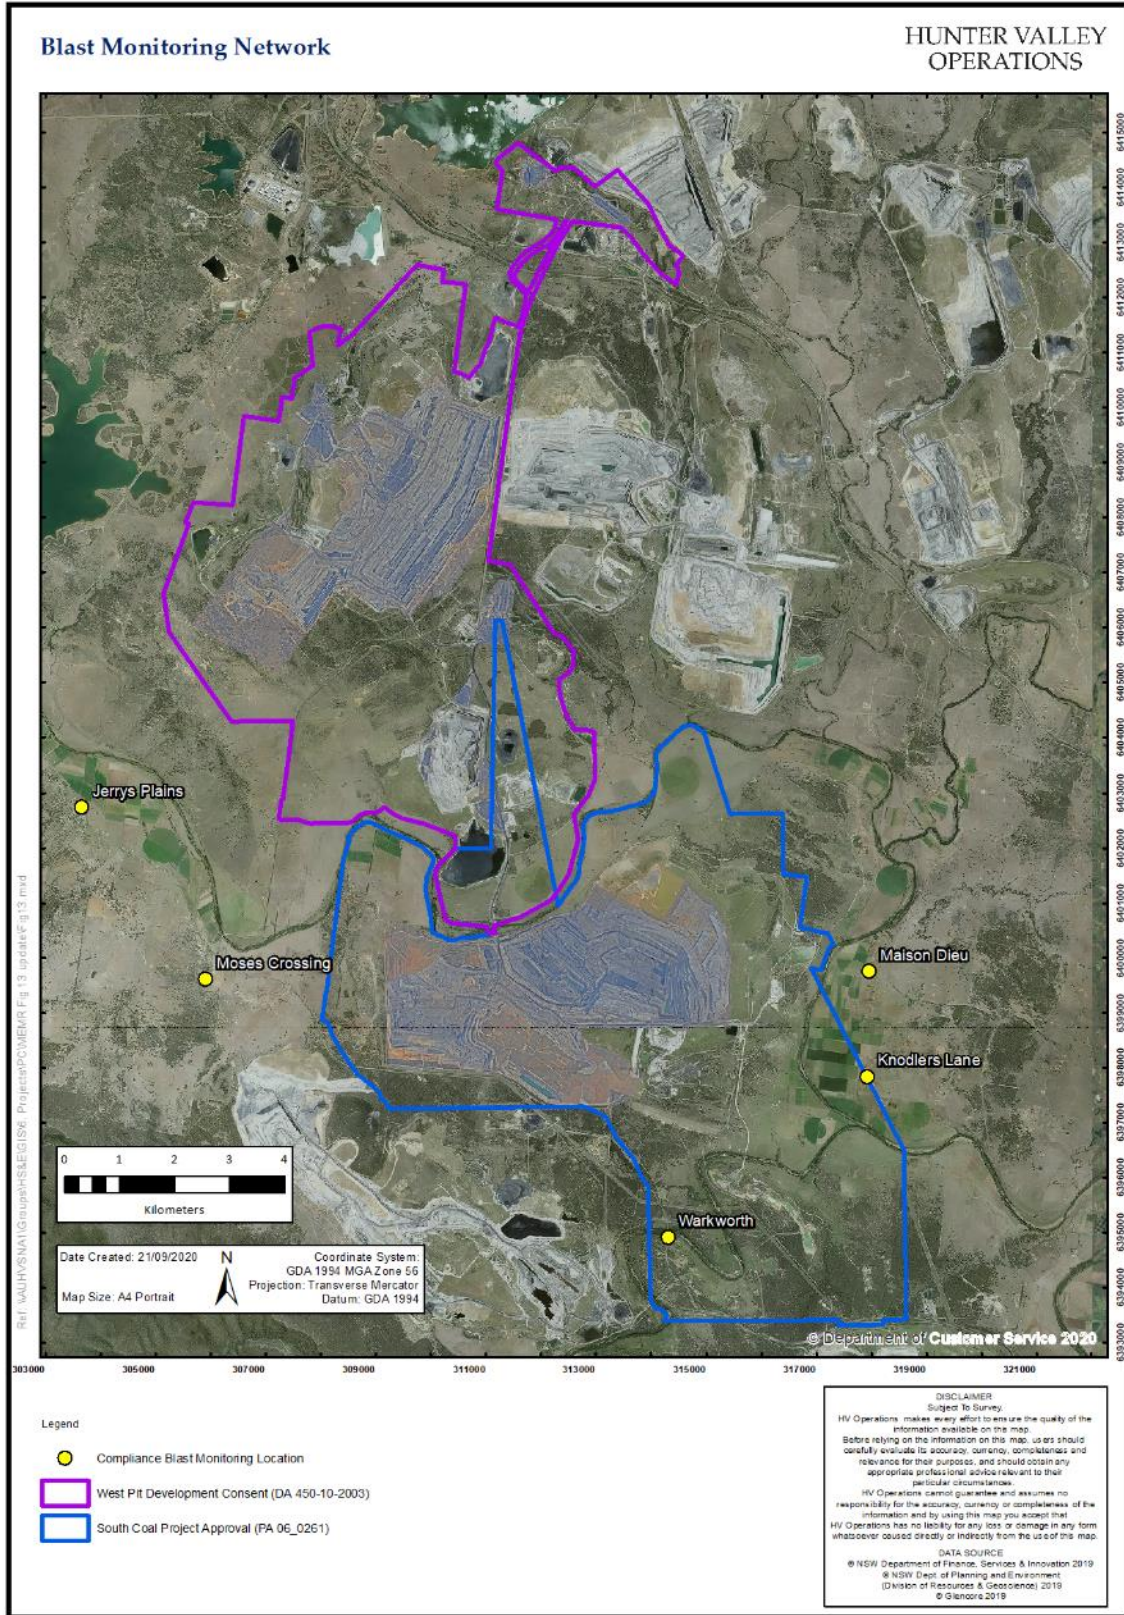 Blast Monitoring Network
HUNTER VALLEY
OPERATIONS
6415000
6414000
6413000
6412000
6411000
6410000
6409000
6408000
6407000
6406000
6405000
6404000
6403000
6402000
6401000
6400000
6399000
6398000
6397000
6396000
6395000
6394000
6393000
Jerrys Plains
Moses Crossing
Maison Dieu
Knodlers Lane
Warkworth
0 1 2 3 4
Kilometers
Date Created: 21/09/2020
Map Size: A4 Portrait
N
Coordinate System:
GDA 1994 MGA Zone 56
Projection: Transverse Mercator
Datum: GDA 1994
© Department of Customer Service 2020
303000 305000 307000 309000 311000 313000 315000 317000 319000 321000
Legend
Compliance Blast Monitoring Location
West Pit Development Consent (DA 450-10-2003)
South Coal Project Approval (PA 06_0261)
DISCLAIMER
Subject To Survey.
HV Operations makes every effort to ensure the quality of the
information available on this map.
Before relying on the information on this map, users should
carefully evaluate its accuracy, currency, completeness and
relevance for their purposes, and should obtain any
appropriate professional advice relevant to their
particular circumstances.
HV Operations cannot guarantee and assumes no
responsibility for the accuracy, currency or completeness of the
information and by using this map you accept that
HV Operations has no liability for any loss or damage in any form
whatsoever caused directly or indirectly from the use of this map.
DATA SOURCE
© NSW Department of Finance, Services & Innovation 2019
© NSW Dept. of Planning and Environment
(Division of Resources & Geoscience) 2019
© Glencore 2019